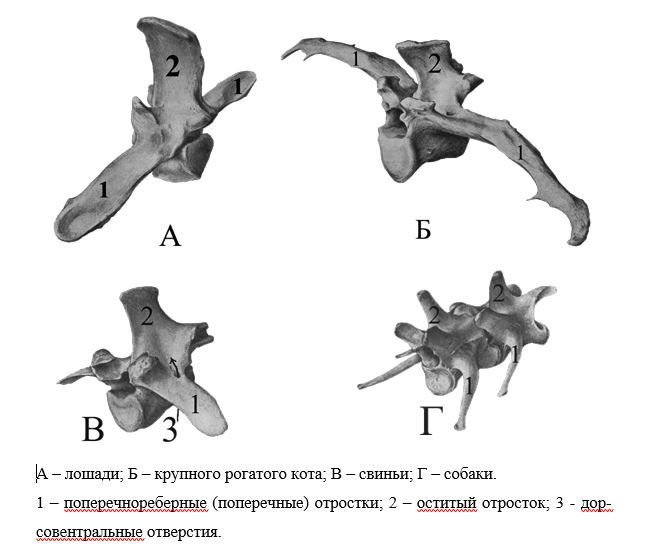 2
1
1
А
1
2
1
Б
2
1
3
В
2
2
1
1
Г
А – лошади; Б – крупного рогатого кота; В – свиньи; Г – собаки.
1 – поперечнореберные (поперечные) отростки; 2 – оститый отросток; 3 - дор-
совентральные отверстия.